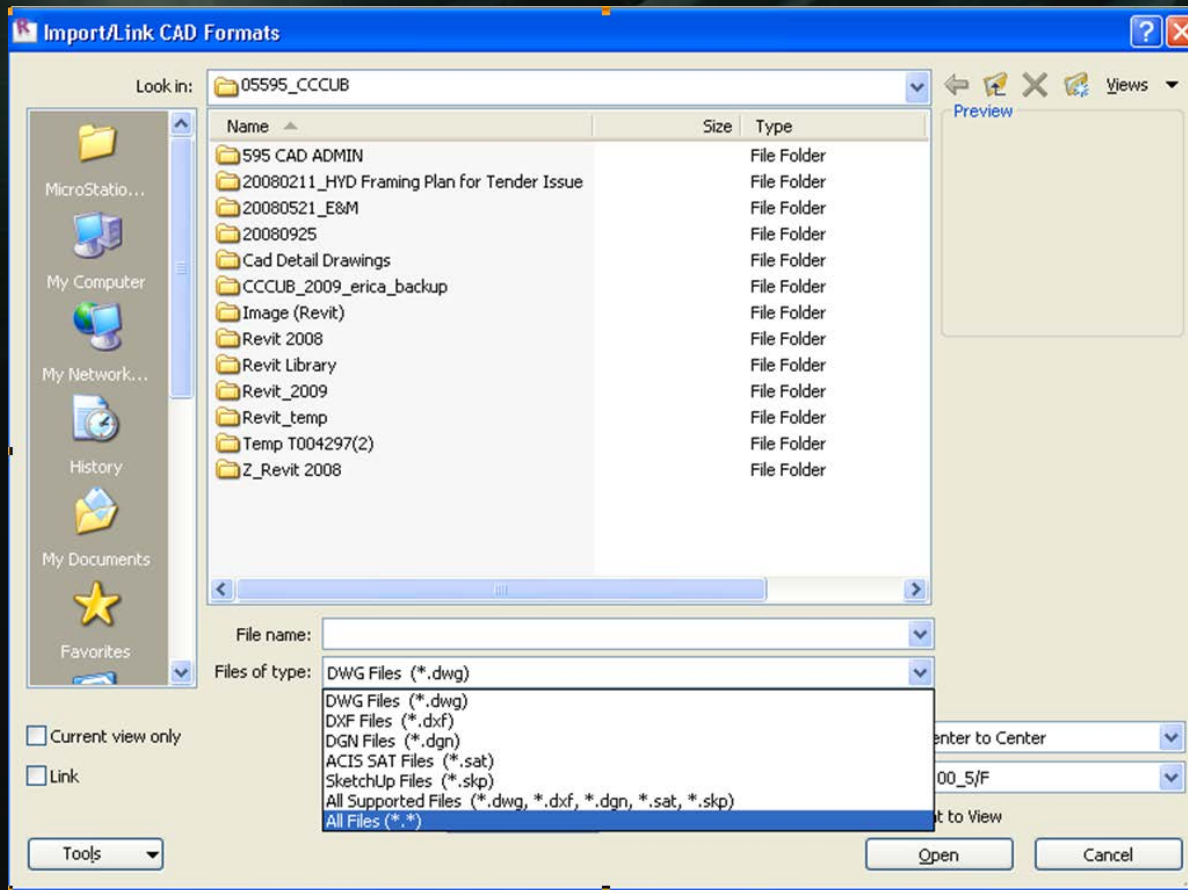 Import/Link CAD Formats
Look in: 05595_CCCUB
Views
Preview
MicroStatio...
My Computer
My Network...
History
My Documents
Favorites
Name Size Type
595 CAD ADMIN File Folder
20080211_HYD Framing Plan for Tender Issue File Folder
20080521_E&M File Folder
20080925 File Folder
Cad Detail Drawings File Folder
CCCUB_2009_erica_backup File Folder
Image (Revit) File Folder
Revit 2008 File Folder
Revit Library File Folder
Revit_2009 File Folder
Revit_temp File Folder
Temp T004297(2) File Folder
Z_Revit 2008 File Folder
File name:
Files of type: DWG Files (*.dwg)
DWG Files (*.dwg)
DXF Files (*.dxf)
DGN Files (*.dgn)
ACIS SAT Files (*.sat)
SketchUp Files (*.skp)
All Supported Files (*.dwg, *.dxf, *.dgn, *.sat, *.skp)
All Files (*.*)
Current view only
Link
enter to Center
00_5/F
t to View
Tools
Open
Cancel